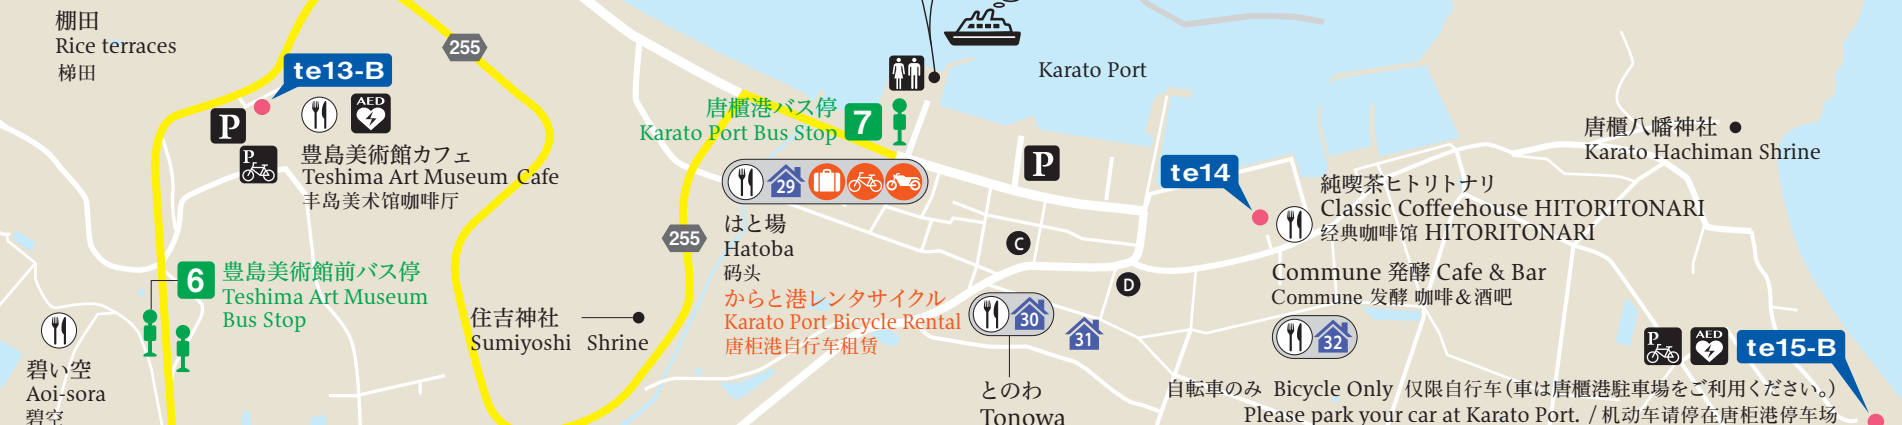 棚田
Rice terraces
梯田
te13-B
P
P
AED
豊島美術館カフェ
Teshima Art Museum Cafe
丰岛美术馆咖啡厅
255
6
豊島美術館前バス停
Teshima Art Museum
Bus Stop
碧い空
Aoi-sora
碧空
住吉神社
Sumiyoshi Shrine
唐櫃港バス停
Karato Port Bus Stop
7
29
255
はと場
Hatoba
码头
からと港レンタサイクル
Karato Port Bicycle Rental
唐柜港自行车租赁
Karato Port
P
C
D
30
31
とのわ
Tonowa
te14
純喫茶ヒトリトナリ
Classic Coffeehouse HITORITONARI
经典咖啡馆 HITORITONARI
Commune 発酵 Cafe & Bar
Commune 发酵 咖啡&酒吧
32
唐櫃八幡神社
Karato Hachiman Shrine
P
AED
te15-B
自転車のみ Bicycle Only 仅限自行车(車は唐櫃港駐車場をご利用ください。)
Please park your car at Karato Port. / 机动车请停在唐柜港停车场